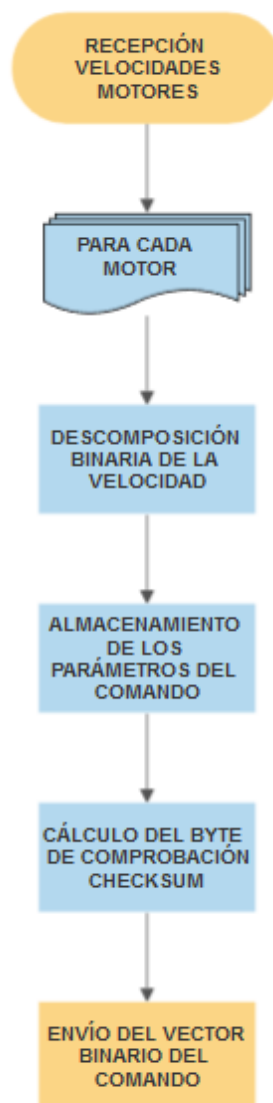 RECEPCIÓN
VELOCIDADES
MOTORES
PARA CADA
MOTOR
DESCOMPOSICIÓN
BINARIA DE LA
VELOCIDAD
ALMACENAMIENTO
DE LOS
PARÁMETROS DEL
COMANDO
CÁLCULO DEL BYTE
DE COMPROBACIÓN
CHECKSUM
ENVÍO DEL VECTOR
BINARIO DEL
COMANDO